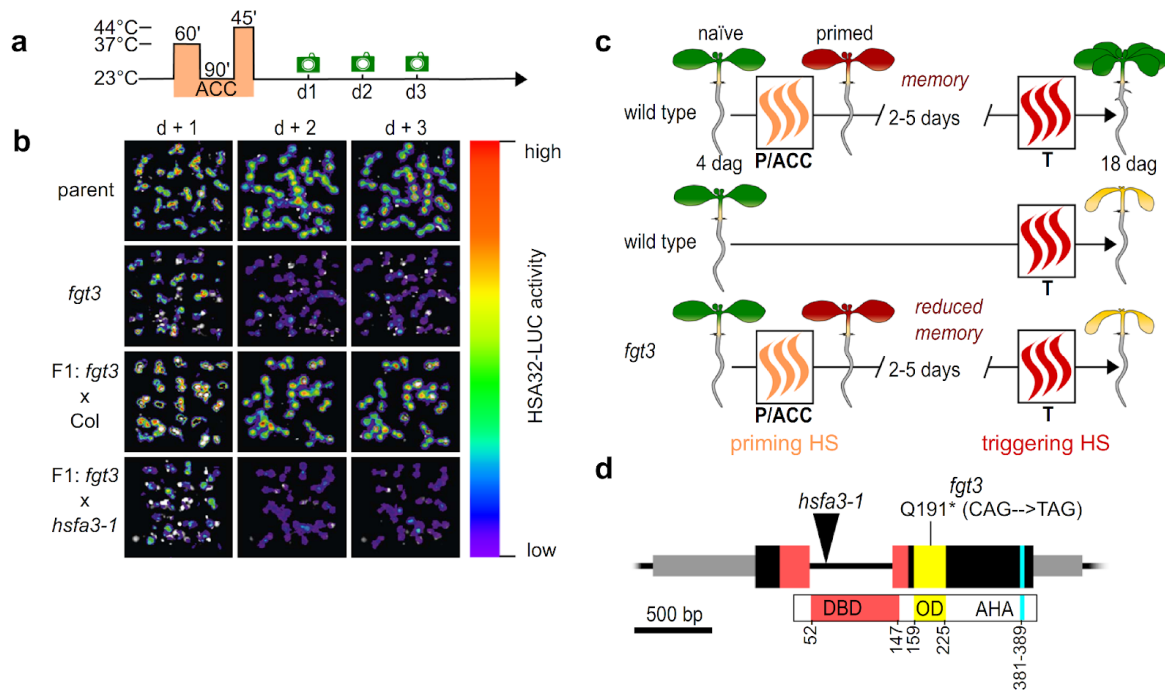 a
44°C
37°C
23°C
60'
90'
45'
ACC
d1
d2
d3
b
d + 1
d + 2
d + 3
parent
fgt3
F1: fgt3
x
Col
F1: fgt3
x
hsfa3-1
high
HSA32-LUC activity
low
c
naïve
primed
memory
wild type
2-5 days
4 dag
P/ACC
T
18 dag
wild type
T
reduced
memory
fgt3
2-5 days
P/ACC
T
priming HS
triggering HS
d
fgt3
hsfa3-1
Q191* (CAG-->TAG)
500 bp
DBD
OD
AHA
52
147
159
225
381-389